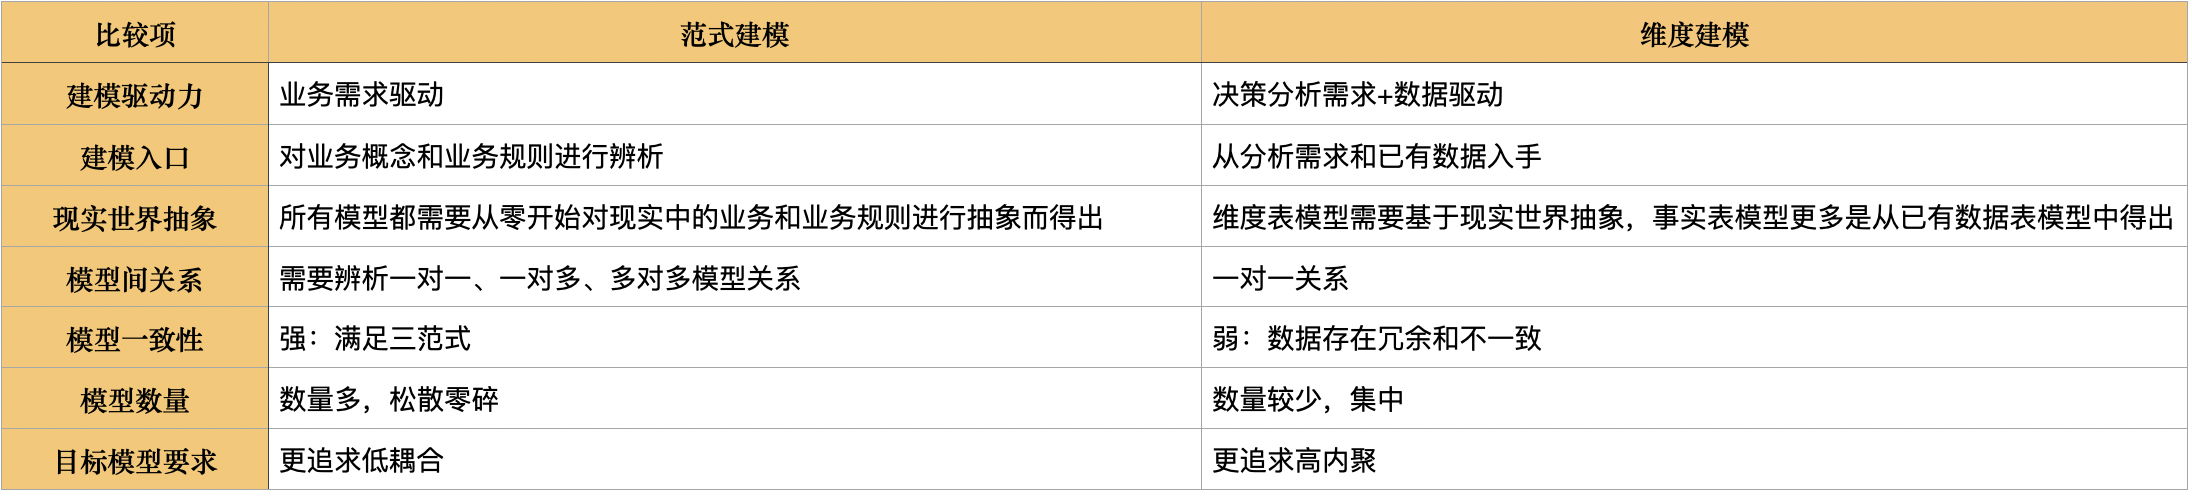 比较项 范式建模 维度建模
建模驱动力 业务需求驱动 决策分析需求+数据驱动
建模入口 对业务概念和业务规则进行辨析 从分析需求和已有数据入手
现实世界抽象 所有模型都需要从零开始对现实中的业务和业务规则进行抽象而得出 维度表模型需要基于现实世界抽象，事实表模型更多是从已有数据表模型中得出
模型间关系 需要辨析一对一、一对多、多对多模型关系 一对一关系
模型一致性 强：满足三范式 弱：数据存在冗余和不一致
模型数量 数量多，松散零碎 数量较少，集中
目标模型要求 更追求低耦合 更追求高内聚